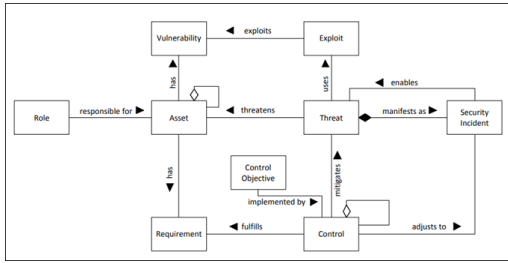 Vulnerability
exploits
Exploit
has
uses
enables
Role
responsible for
Asset
threatens
Threat
manifests as
Security
Incident
has
Control
Objective
mitigates
implemented by
Requirement
fulfills
Control
adjusts to